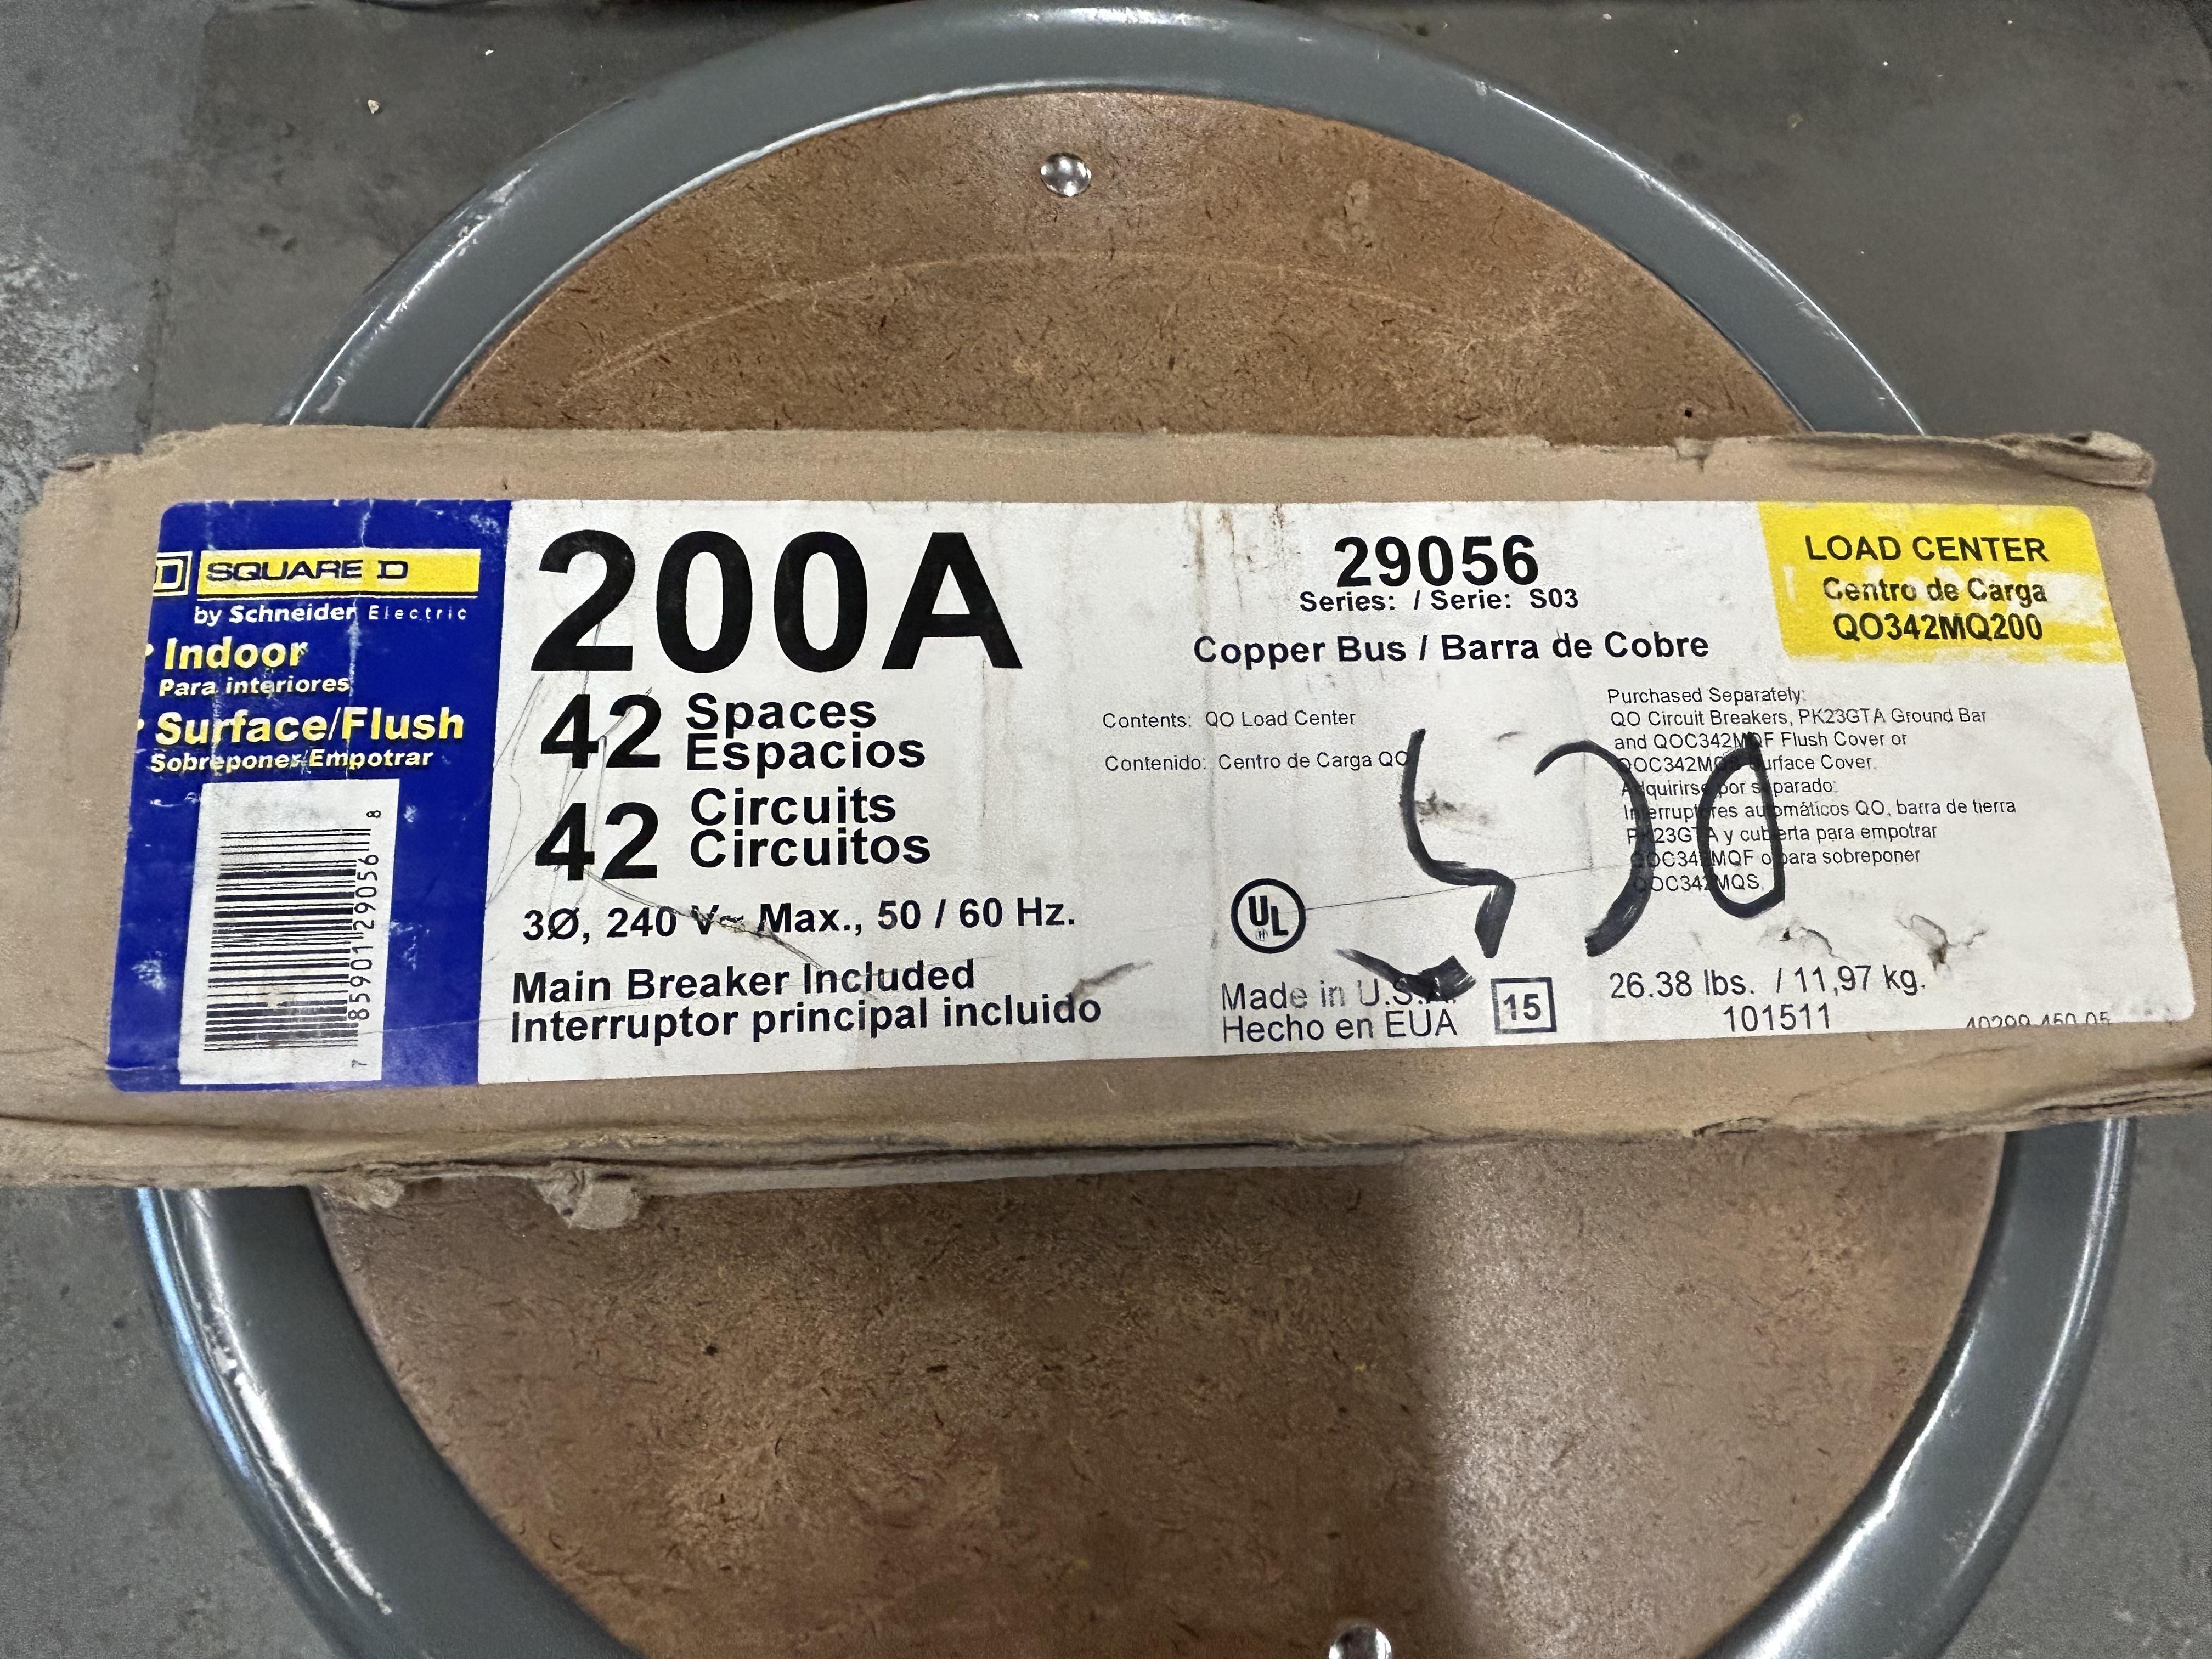 SQUARE D
by Schneider Electric
• Indoor
Para interiores
• Surface/Flush
Sobreponer/Empotrar
7 85901 29056 8
200A
42 Spaces
Espacios
42 Circuits
Circuitos
3Ø, 240 V~ Max., 50 / 60 Hz.
Main Breaker Included
Interruptor principal incluido
29056
Series: / Serie: S03
Copper Bus / Barra de Cobre
Contents: QO Load Center
Contenido: Centro de Carga QO
UL
Made in U.S.A.
Hecho en EUA
15
LOAD CENTER
Centro de Carga
QO342MQ200
Purchased Separately:
QO Circuit Breakers, PK23GTA Ground Bar
and QOC342MQF Flush Cover or
QOC342MQS Surface Cover.
Adquirirse por separado:
Interruptores automáticos QO, barra de tierra
PK23GTA y cubierta para empotrar
QOC342MQF o para sobreponer
QOC342MQS.
26.38 lbs. / 11,97 kg.
101511